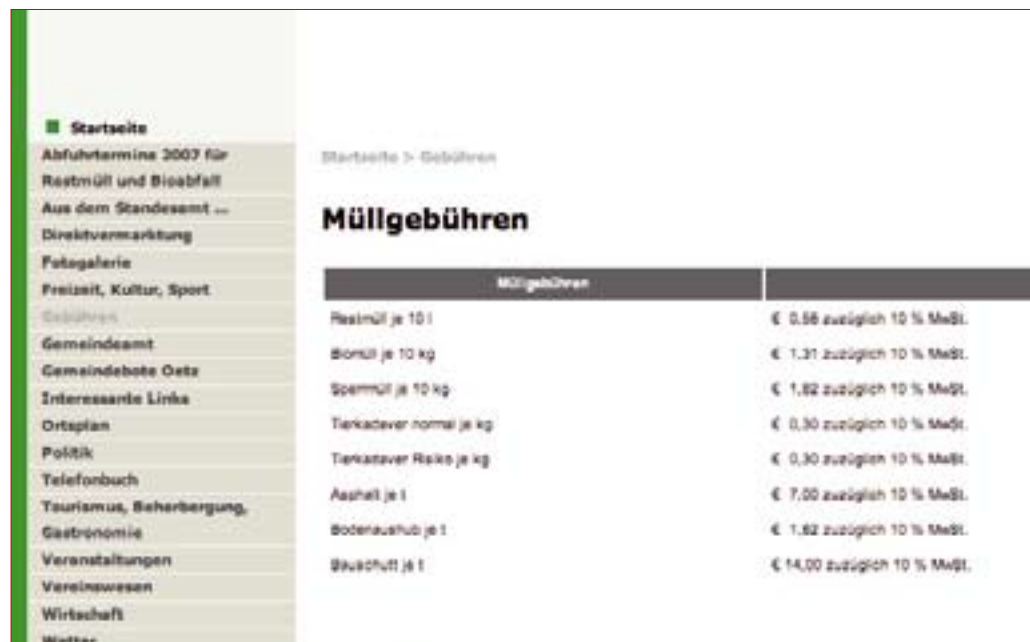 Startseite
Abfuhrtermine 2007 für
Restmüll und Bioabfall
Aus dem Standesamt ...
Direktvermarktung
Fotogalerie
Freizeit, Kultur, Sport
Gebühren
Gemeindeamt
Gemeindebote Oetz
Interessante Links
Ortsplan
Politik
Telefonbuch
Tourismus, Beherbergung,
Gastronomie
Veranstaltungen
Vereinswesen
Wirtschaft
Wetter
Startseite > Gebühren
Müllgebühren
Müllgebühren
Restmüll je 10 l € 0,56 zuzüglich 10 % MwSt.
Biomüll je 10 kg € 1,31 zuzüglich 10 % MwSt.
Sperrmüll je 10 kg € 1,82 zuzüglich 10 % MwSt.
Tierkadaver normal je kg € 0,30 zuzüglich 10 % MwSt.
Tierkadaver Risiko je kg € 0,30 zuzüglich 10 % MwSt.
Asphalt je t € 7,00 zuzüglich 10 % MwSt.
Bodenaushub je t € 1,82 zuzüglich 10 % MwSt.
Bauschutt je t € 14,00 zuzüglich 10 % MwSt.